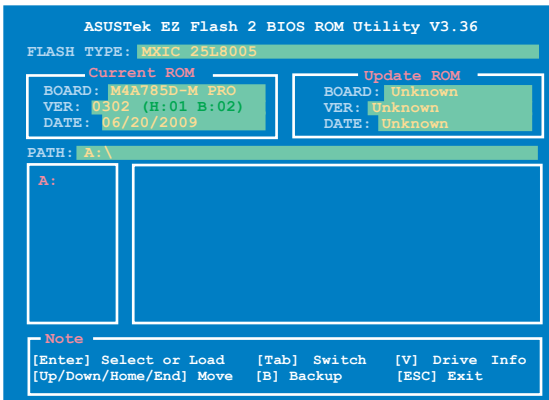 ASUSTek EZ Flash 2 BIOS ROM Utility V3.36
FLASH TYPE: MXIC 25L8005
Current ROM
BOARD: M4A785D-M PRO
VER: 0302 (H:01 B:02)
DATE: 06/20/2009
Update ROM
BOARD: Unknown
VER: Unknown
DATE: Unknown
PATH: A:\
A:
Note
[Enter] Select or Load [Tab] Switch [V] Drive Info
[Up/Down/Home/End] Move [B] Backup [ESC] Exit